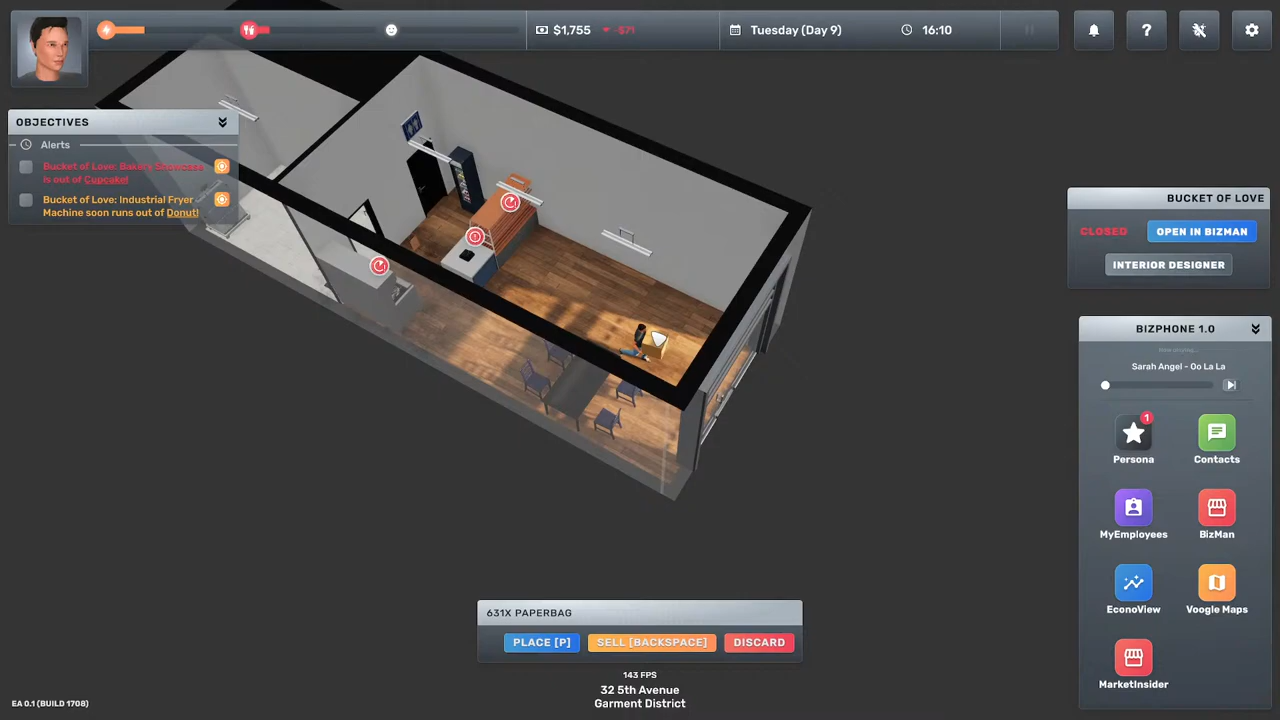 $1,755 -$71
Tuesday (Day 9)
16:10
?
OBJECTIVES
Alerts
Bucket of Love: Bakery Showcase
is out of Cupcake!
Bucket of Love: Industrial Fryer
Machine soon runs out of Donut!
BUCKET OF LOVE
CLOSED OPEN IN BIZMAN
INTERIOR DESIGNER
BIZPHONE 1.0
Now playing...
Sarah Angel - Oo La La
1
Persona Contacts
MyEmployees BizMan
EconoView Voogle Maps
MarketInsider
631X PAPERBAG
PLACE [P] SELL [BACKSPACE] DISCARD
143 FPS
32 5th Avenue
Garment District
EA 0.1 (BUILD 1708)